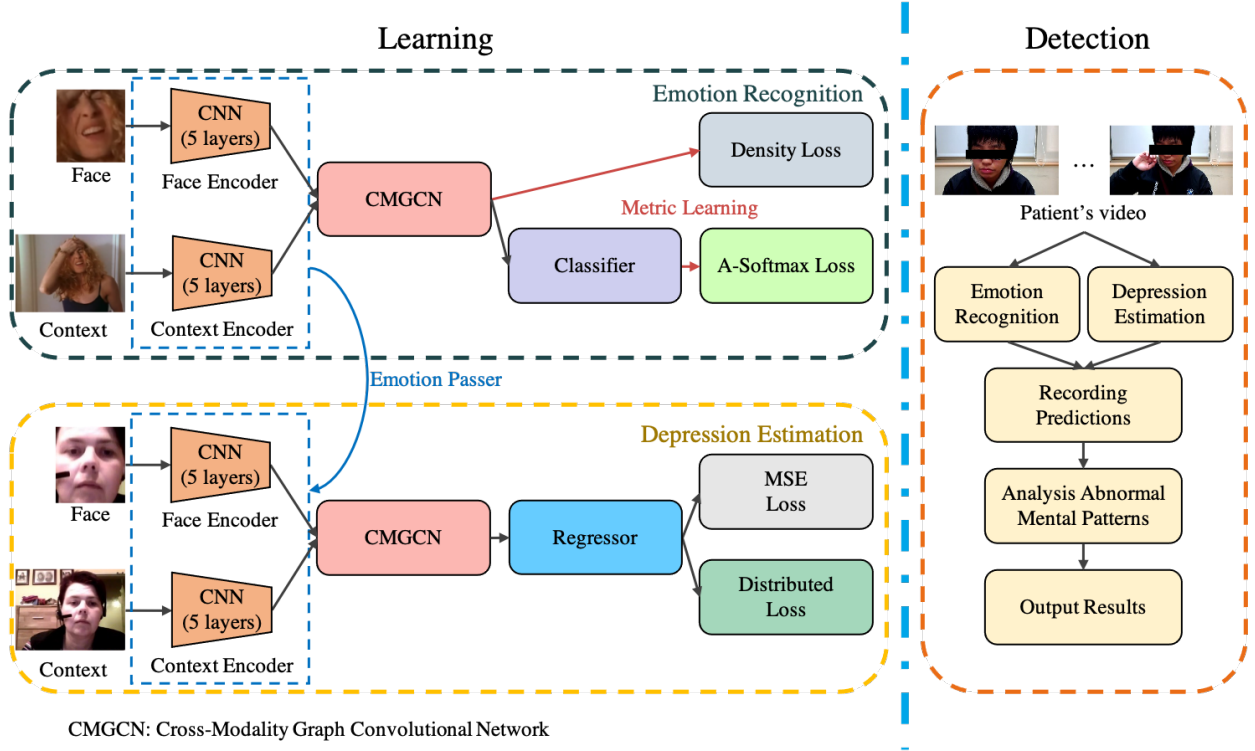 Learning
Detection
Emotion Recognition
CNN
(5 layers)
Face
Face Encoder
CMGCN
Density Loss
Metric Learning
Classifier
A-Softmax Loss
CNN
(5 layers)
Context
Context Encoder
Emotion Passer
Depression Estimation
CNN
(5 layers)
Face
Face Encoder
CMGCN
Regressor
MSE
Loss
Distributed
Loss
CNN
(5 layers)
Context
Context Encoder
CMGCN: Cross-Modality Graph Convolutional Network
...
Patient's video
Emotion
Recognition
Depression
Estimation
Recording
Predictions
Analysis Abnormal
Mental Patterns
Output Results